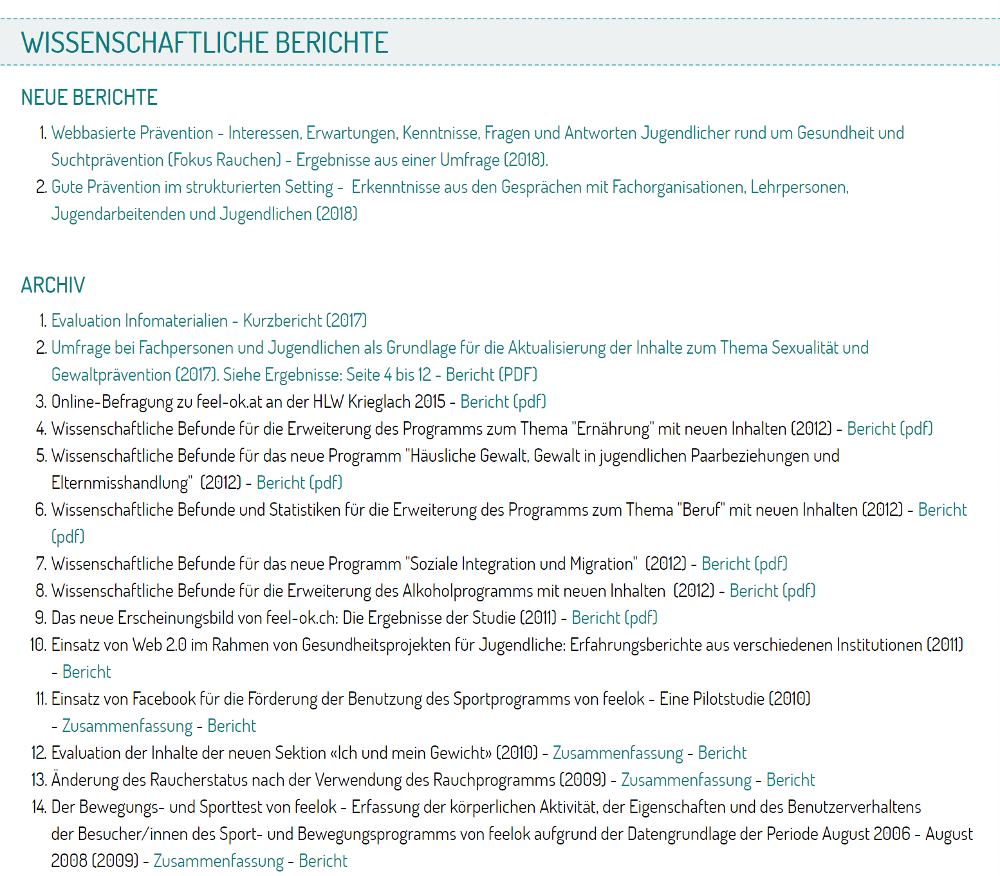 WISSENSCHAFTLICHE BERICHTE
NEUE BERICHTE
1. Webbasierte Prävention - Interessen, Erwartungen, Kenntnisse, Fragen und Antworten Jugendlicher rund um Gesundheit und
Suchtprävention (Fokus Rauchen) - Ergebnisse aus einer Umfrage (2018).
2. Gute Prävention im strukturierten Setting -  Erkenntnisse aus den Gesprächen mit Fachorganisationen, Lehrpersonen,
Jugendarbeitenden und Jugendlichen (2018)
ARCHIV
1. Evaluation Infomaterialien - Kurzbericht (2017)
2. Umfrage bei Fachpersonen und Jugendlichen als Grundlage für die Aktualisierung der Inhalte zum Thema Sexualität und
Gewaltprävention (2017). Siehe Ergebnisse: Seite 4 bis 12 - Bericht (PDF)
3. Online-Befragung zu feel-ok.at an der HLW Krieglach 2015 - Bericht (pdf)
4. Wissenschaftliche Befunde für die Erweiterung des Programms zum Thema "Ernährung" mit neuen Inhalten (2012) - Bericht (pdf)
5. Wissenschaftliche Befunde für das neue Programm "Häusliche Gewalt, Gewalt in jugendlichen Paarbeziehungen und
Elternmisshandlung"  (2012) - Bericht (pdf)
6. Wissenschaftliche Befunde und Statistiken für die Erweiterung des Programms zum Thema "Beruf" mit neuen Inhalten (2012) - Bericht
(pdf)
7. Wissenschaftliche Befunde für das neue Programm "Soziale Integration und Migration"  (2012) - Bericht (pdf)
8. Wissenschaftliche Befunde für die Erweiterung des Alkoholprogramms mit neuen Inhalten  (2012) - Bericht (pdf)
9. Das neue Erscheinungsbild von feel-ok.ch: Die Ergebnisse der Studie (2011) - Bericht (pdf)
10. Einsatz von Web 2.0 im Rahmen von Gesundheitsprojekten für Jugendliche: Erfahrungsberichte aus verschiedenen Institutionen (2011)
- Bericht
11. Einsatz von Facebook für die Förderung der Benutzung des Sportprogramms von feelok - Eine Pilotstudie (2010)
- Zusammenfassung - Bericht
12. Evaluation der Inhalte der neuen Sektion «Ich und mein Gewicht» (2010) - Zusammenfassung - Bericht
13. Änderung des Raucherstatus nach der Verwendung des Rauchprogramms (2009) - Zusammenfassung - Bericht
14. Der Bewegungs- und Sporttest von feelok - Erfassung der körperlichen Aktivität, der Eigenschaften und des Benutzerverhaltens
der Besucher/innen des Sport- und Bewegungsprogramms von feelok aufgrund der Datengrundlage der Periode August 2006 - August
2008 (2009) - Zusammenfassung - Bericht